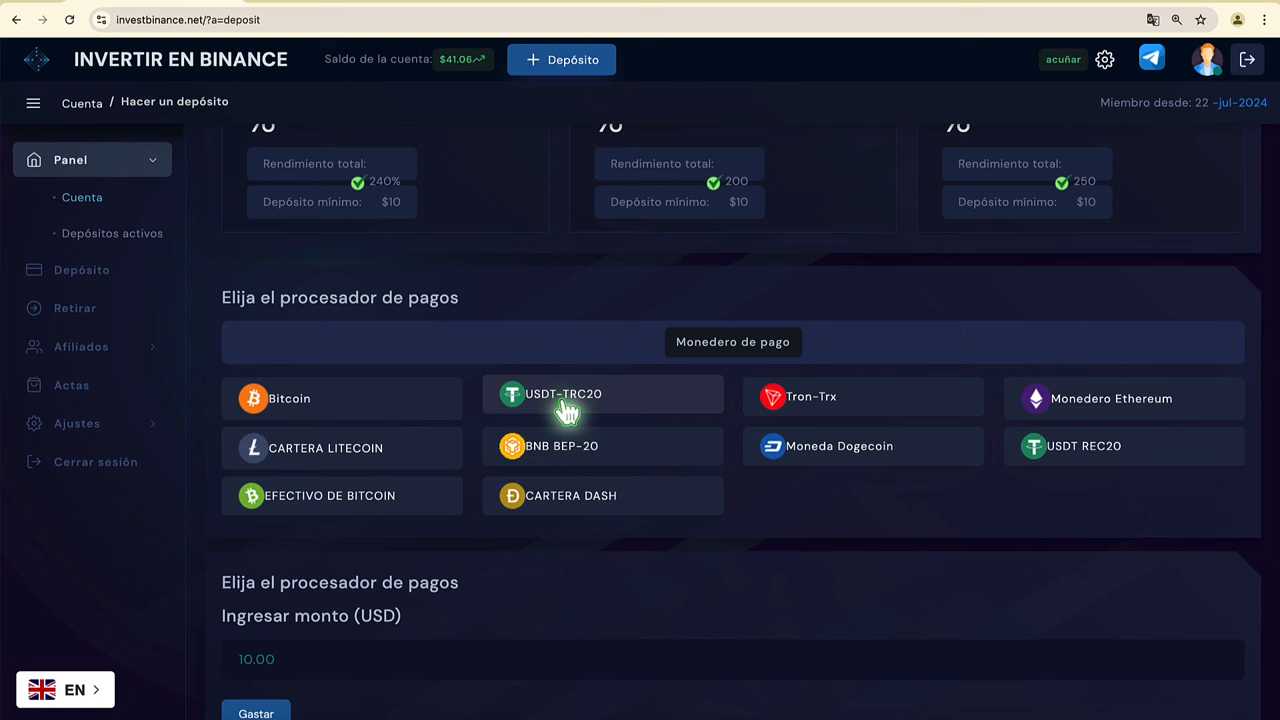 investbinance.net/?a=deposit
INVERTIR EN BINANCE
Saldo de la cuenta: $41.06
+ Depósito
acuñar
Cuenta / Hacer un depósito
Miembro desde: 22 -jul-2024
Panel
Cuenta
Depósitos activos
Depósito
Retirar
Afiliados
Actas
Ajustes
Cerrar sesión
% % %
Rendimiento total: Rendimiento total: Rendimiento total:
240% 200 250
Depósito mínimo: $10 Depósito mínimo: $10 Depósito mínimo: $10
Elija el procesador de pagos
Monedero de pago
Bitcoin USDT-TRC20 Tron-Trx Monedero Ethereum
CARTERA LITECOIN BNB BEP-20 Moneda Dogecoin USDT REC20
EFECTIVO DE BITCOIN CARTERA DASH
Elija el procesador de pagos
Ingresar monto (USD)
10.00
Gastar
EN